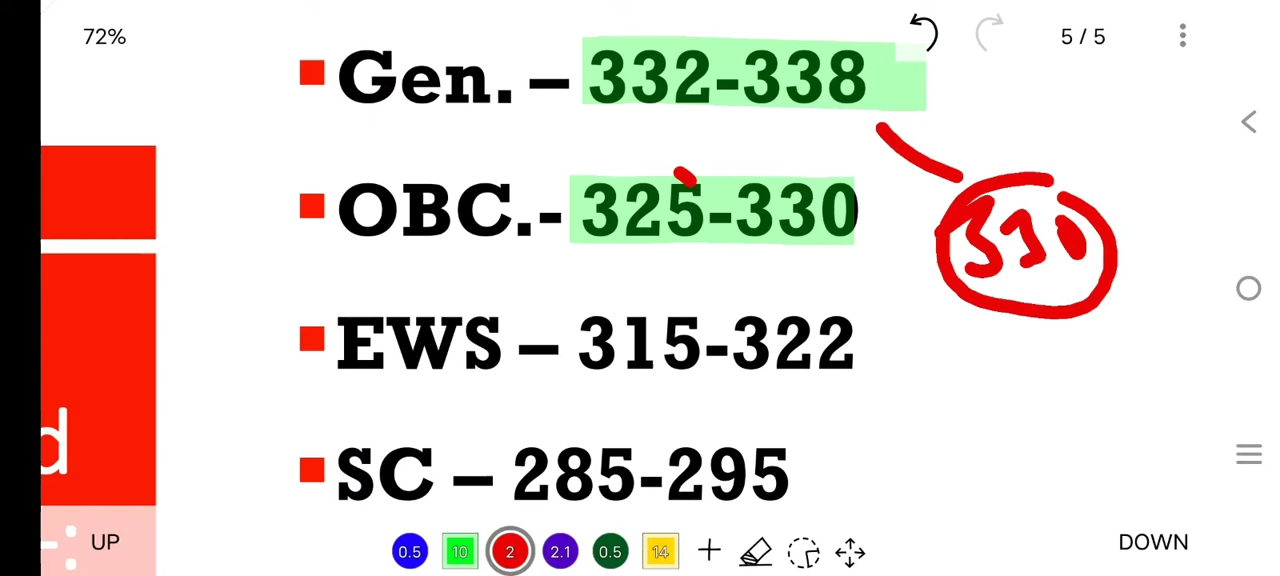 72%
5 / 5
Gen. – 332-338
OBC.- 325-330
330
EWS – 315-322
SC – 285-295
d
UP
0.5 10 2 2.1 0.5 14
DOWN